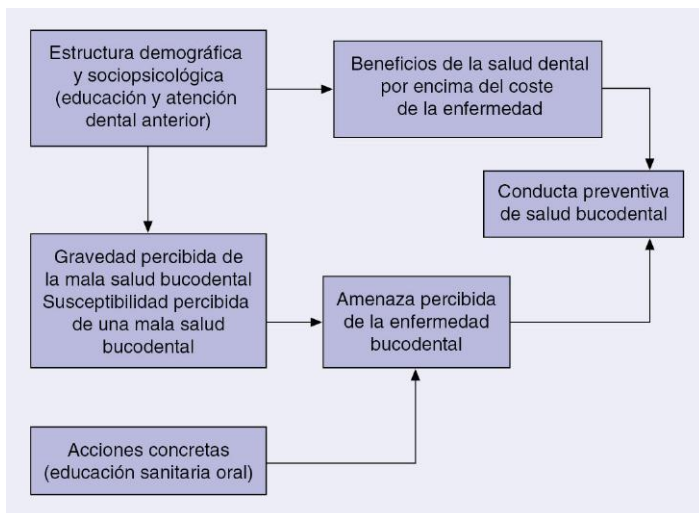 Estructura demográfica
y sociopsicológica
(educación y atención
dental anterior)
Beneficios de la salud dental
por encima del coste
de la enfermedad
Conducta preventiva
de salud bucodental
Gravedad percibida de
la mala salud bucodental
Susceptibilidad percibida
de una mala salud
bucodental
Amenaza percibida
de la enfermedad
bucodental
Acciones concretas
(educación sanitaria oral)